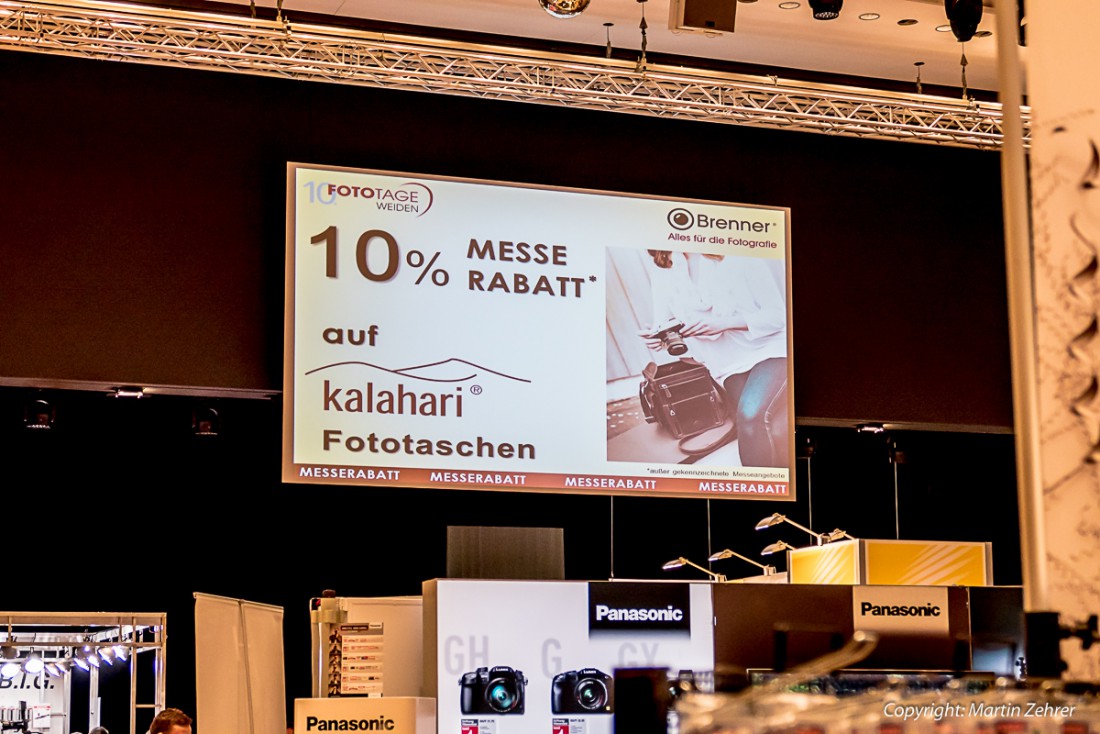 10 FOTOTAGE
WEIDEN
Brenner
Alles für die Fotografie
10% MESSE
RABATT*
auf
kalahari®
Fototaschen
*außer gekennzeichnete Messeangebote
MESSERABATT MESSERABATT MESSERABATT MESSERABATT
Panasonic
Panasonic
GH G GX
B.I.G.
Panasonic
Copyright: Martin Zehrer